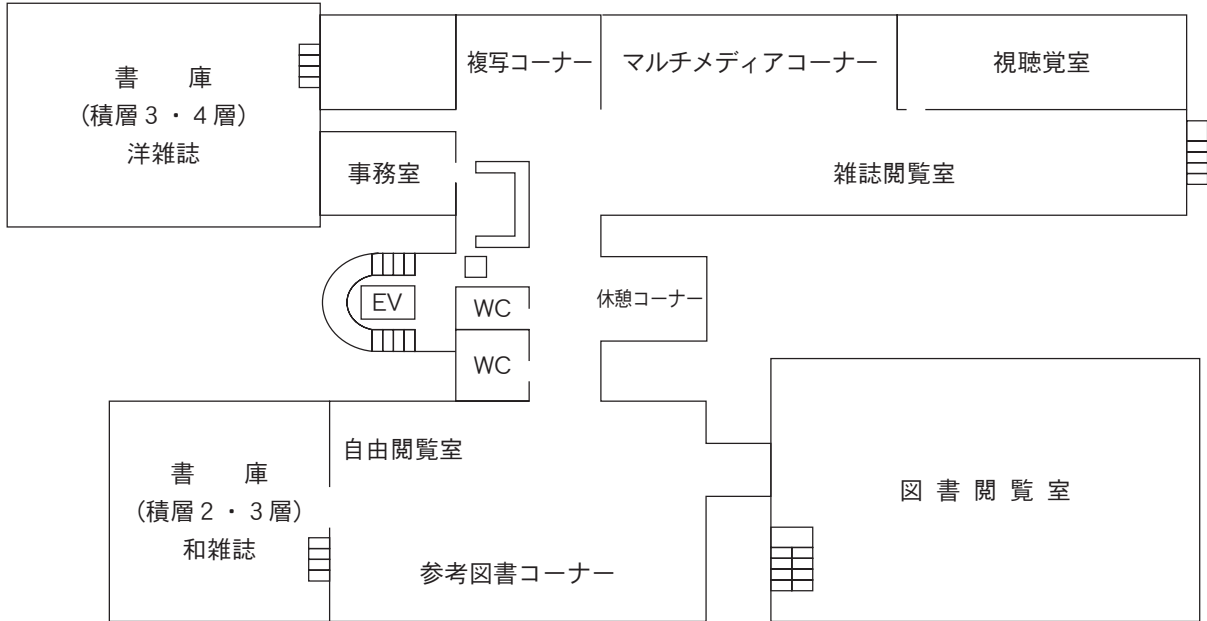 書　　庫
(積層３・４層)
洋雑誌
複写コーナー
マルチメディアコーナー
視聴覚室
事務室
雑誌閲覧室
EV
WC
休憩コーナー
WC
自由閲覧室
書　　庫
(積層２・３層)
和雑誌
図 書 閲 覧 室
参考図書コーナー